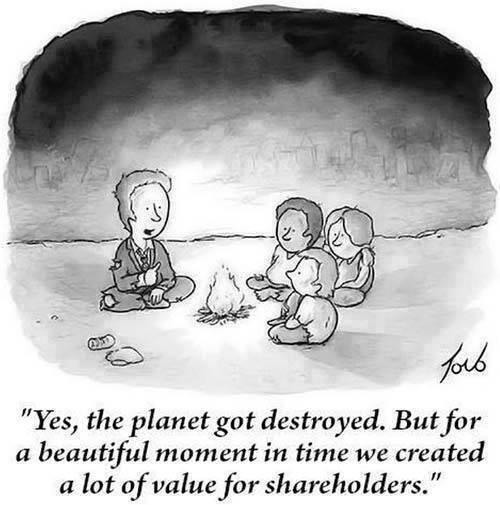 "Yes, the planet got destroyed. But for
a beautiful moment in time we created
a lot of value for shareholders."